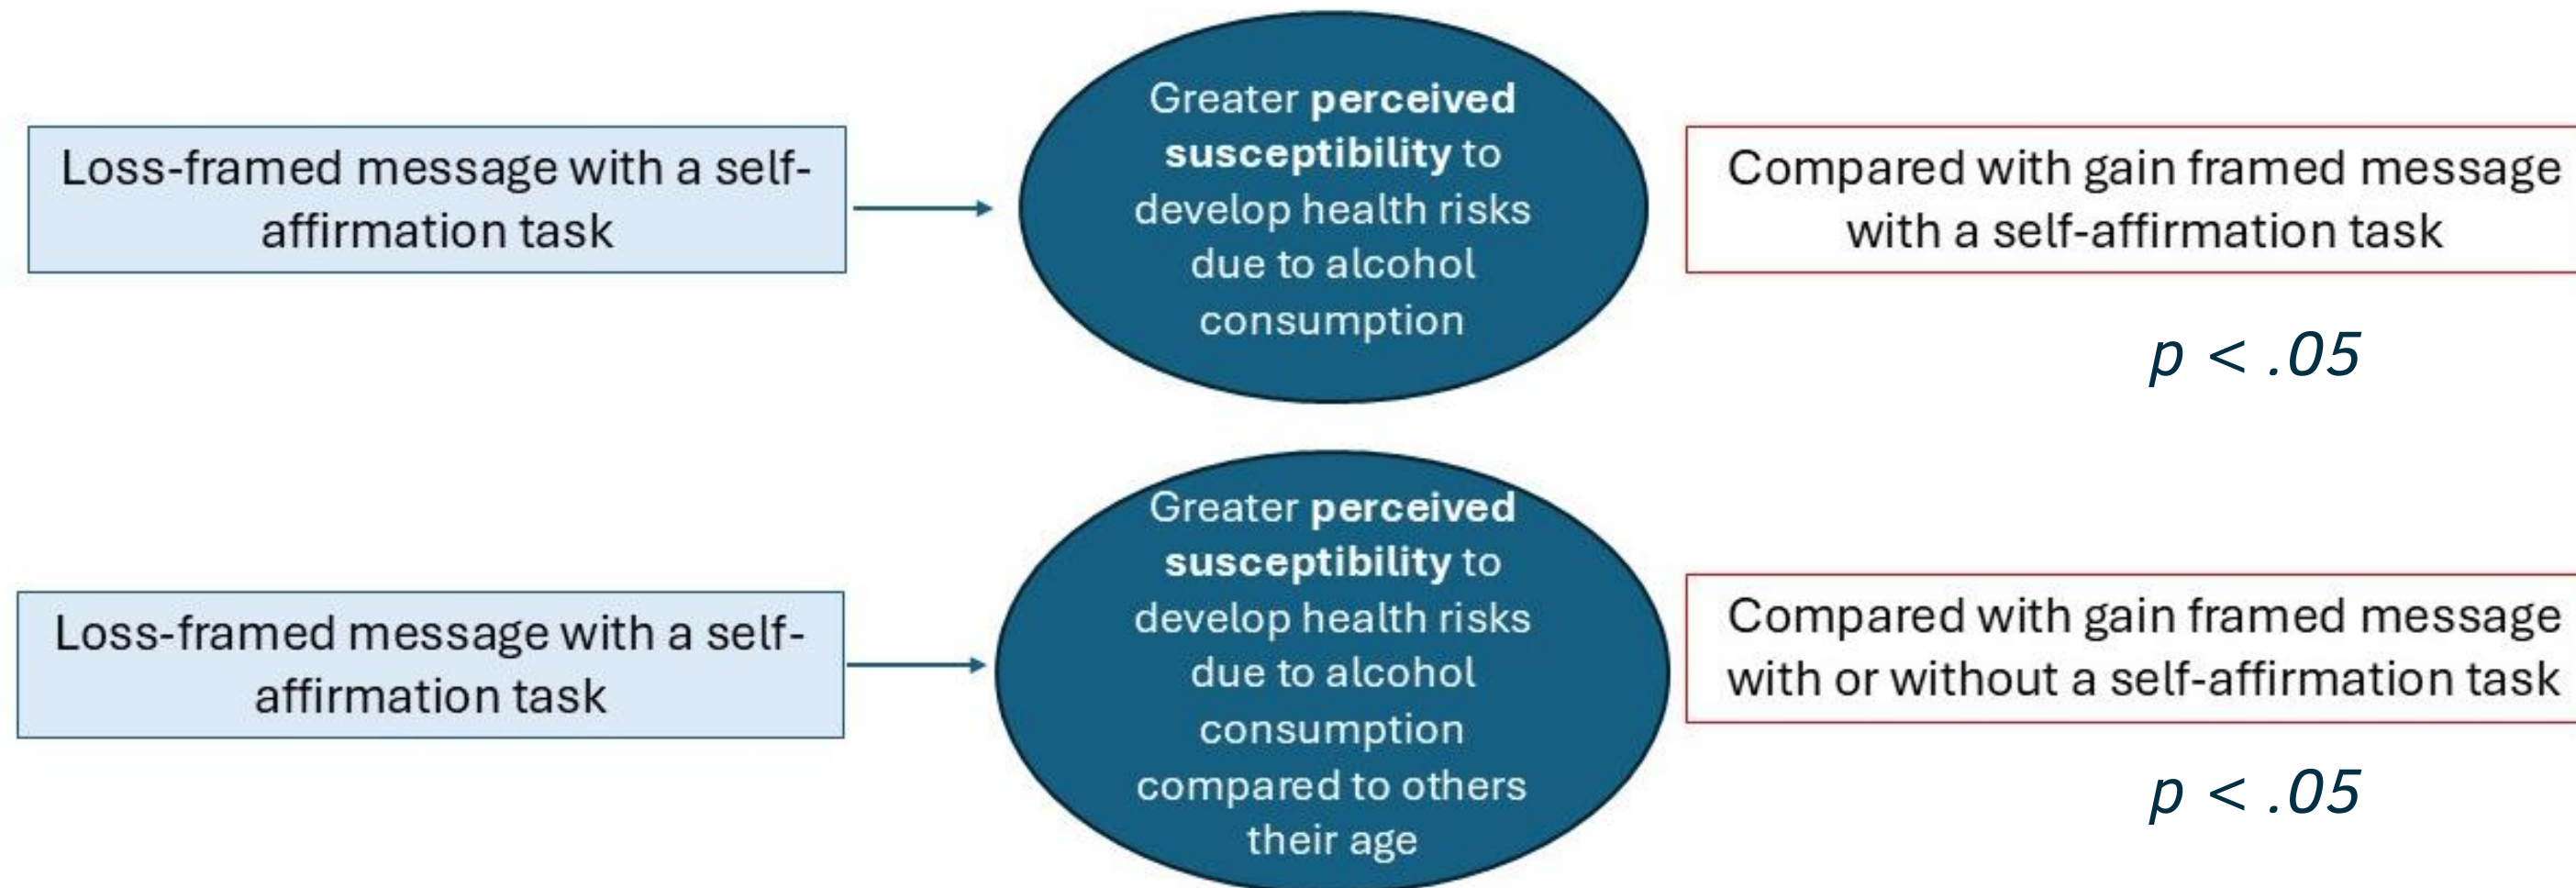 Loss-framed message with a self-
affirmation task
Greater perceived
susceptibility to
develop health risks
due to alcohol
consumption
Compared with gain framed message
with a self-affirmation task
p < .05
Loss-framed message with a self-
affirmation task
Greater perceived
susceptibility to
develop health risks
due to alcohol
consumption
compared to others
their age
Compared with gain framed message
with or without a self-affirmation task
p < .05